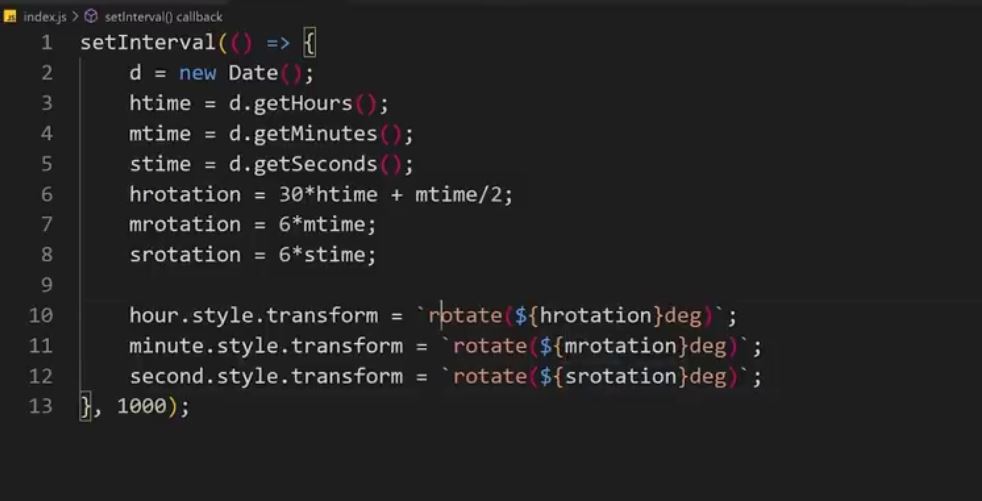 JS index.js > setInterval() callback
1 setInterval(() => {
2     d = new Date();
3     htime = d.getHours();
4     mtime = d.getMinutes();
5     stime = d.getSeconds();
6     hrotation = 30*htime + mtime/2;
7     mrotation = 6*mtime;
8     srotation = 6*stime;
9
10     hour.style.transform = `rotate(${hrotation}deg)`;
11     minute.style.transform = `rotate(${mrotation}deg)`;
12     second.style.transform = `rotate(${srotation}deg)`;
13 }, 1000);